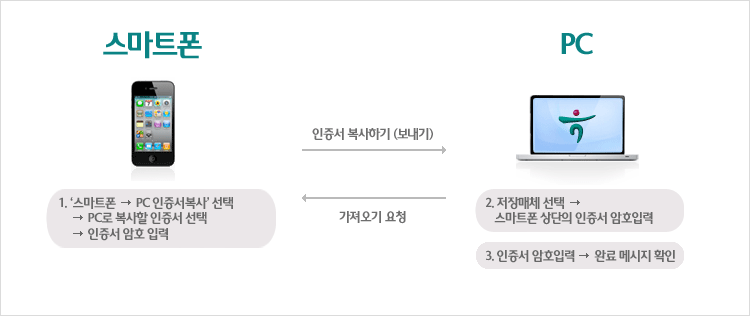 스마트폰
PC
인증서 복사하기 (보내기)
가져오기 요청
1. ‘스마트폰 → PC 인증서복사’ 선택
→ PC로 복사할 인증서 선택
→ 인증서 암호 입력
2. 저장매체 선택 →
스마트폰 상단의 인증서 암호입력
3. 인증서 암호입력 → 완료 메시지 확인